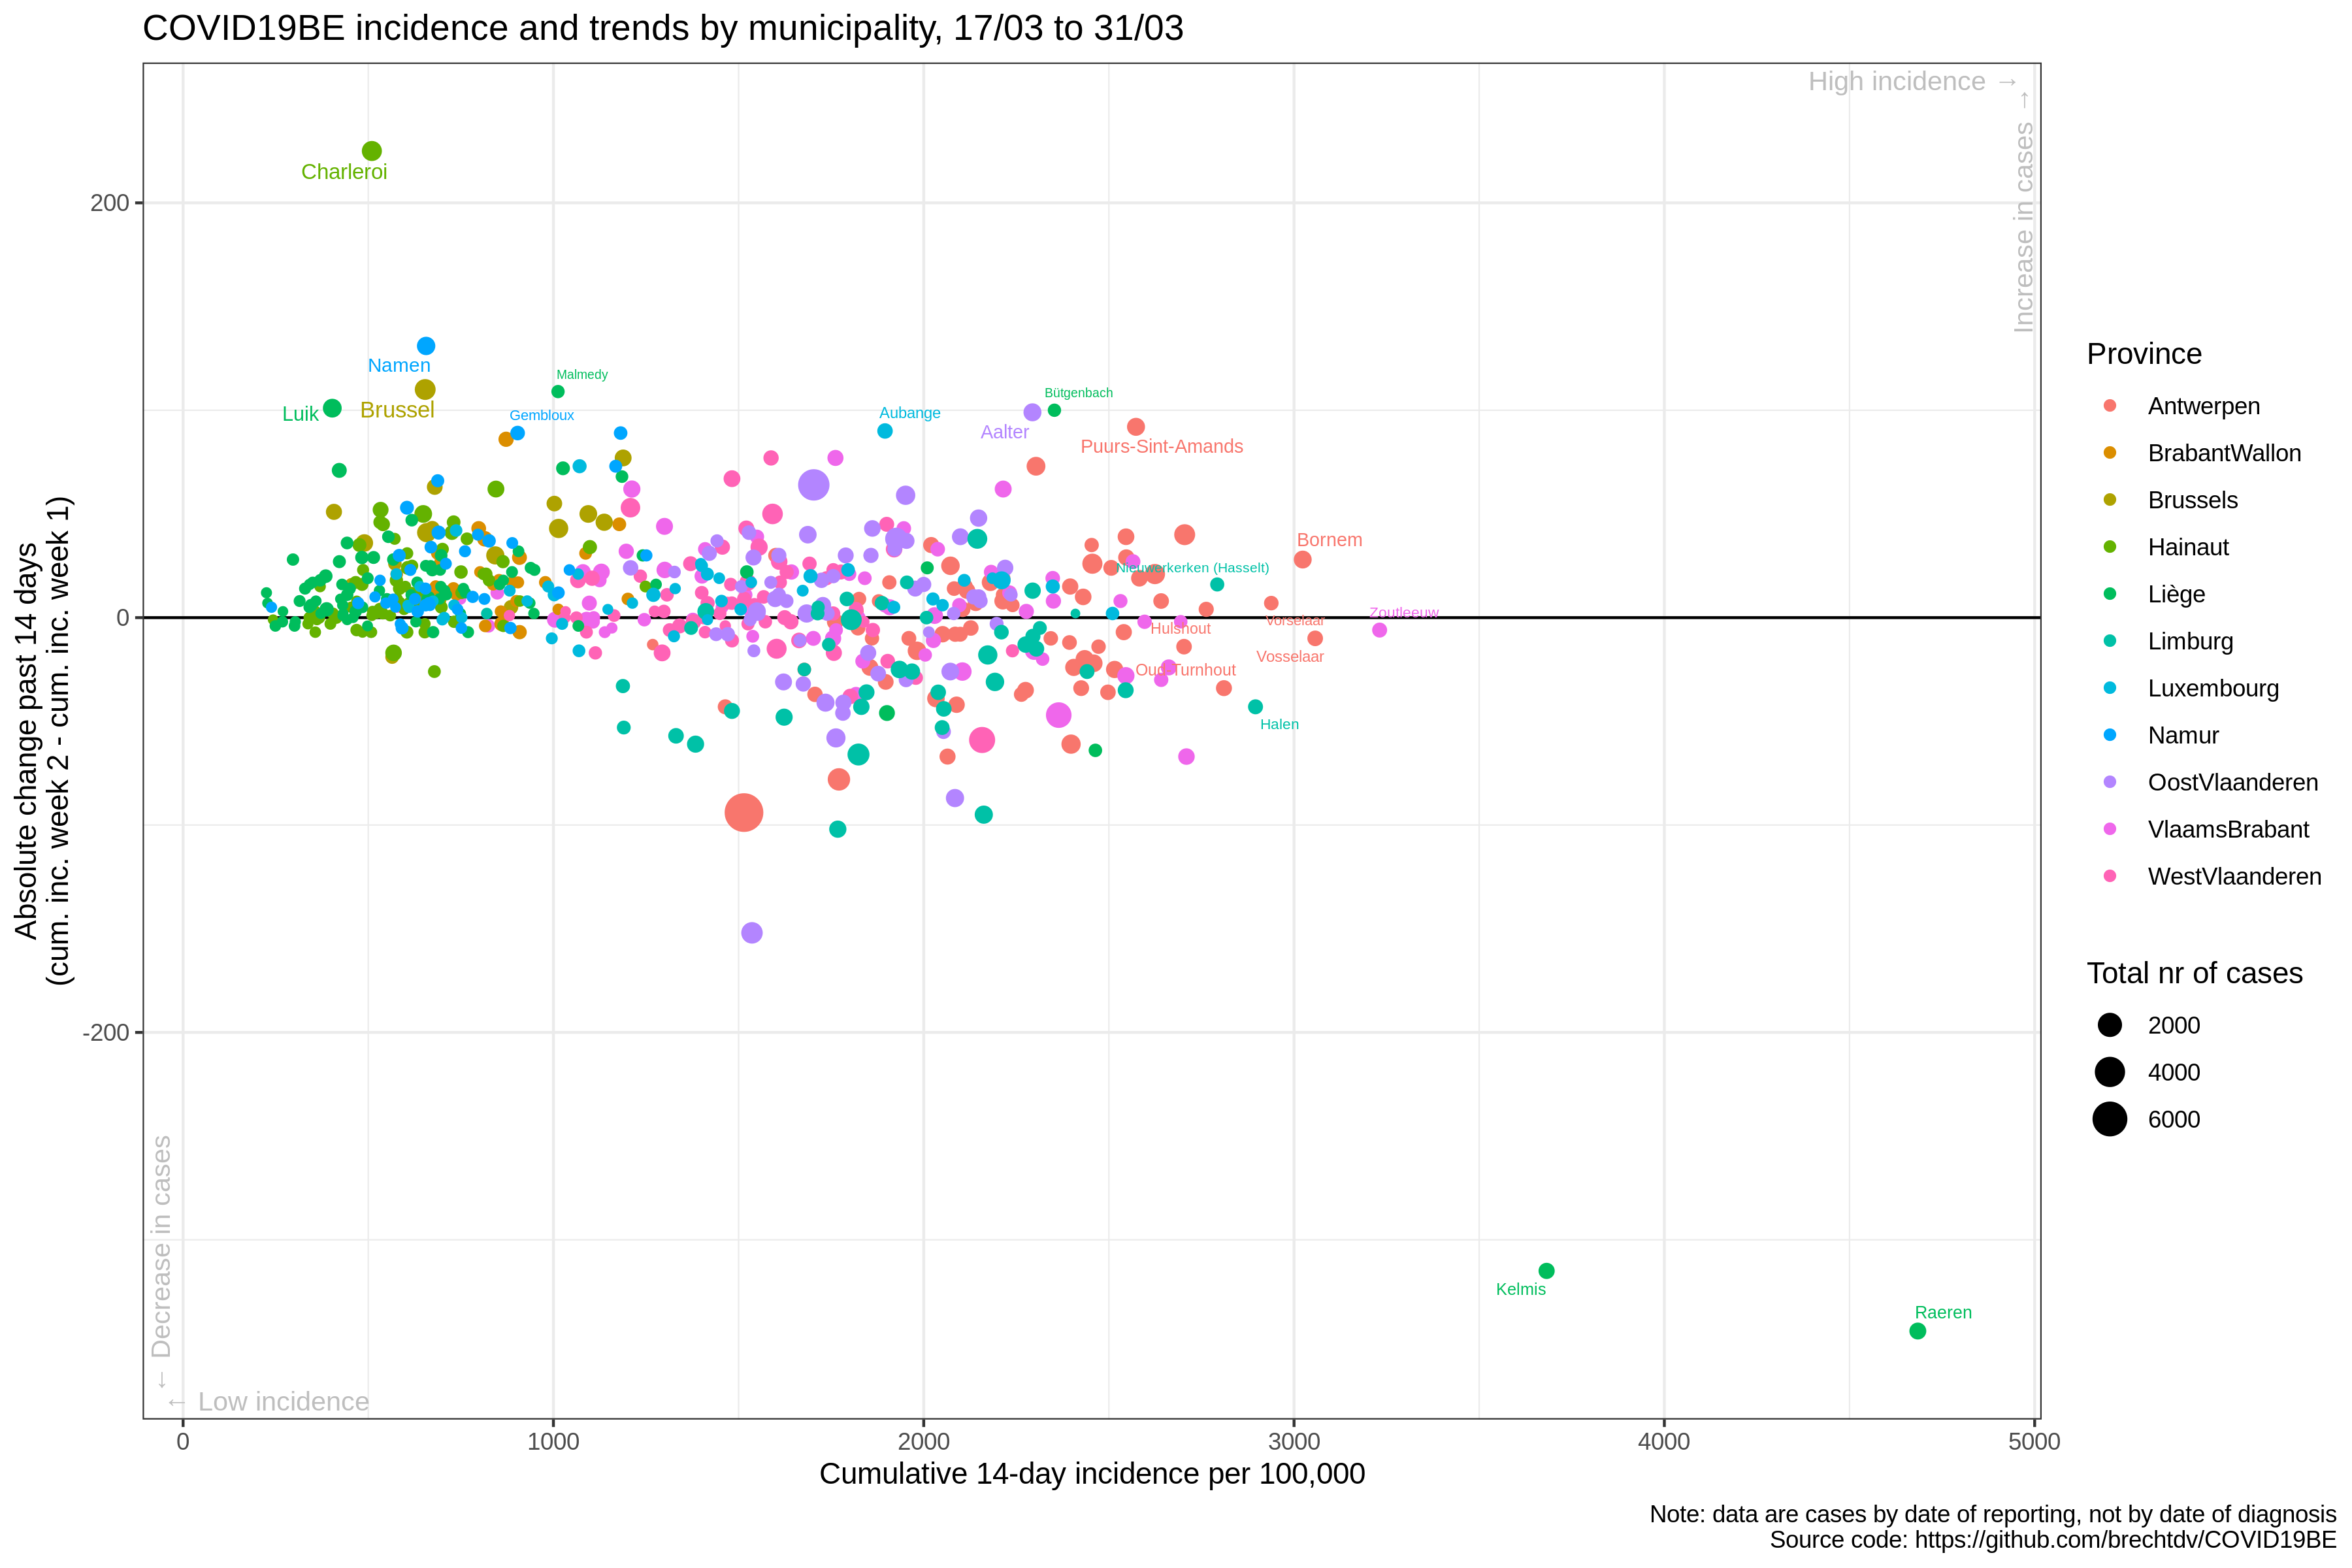 COVID19BE incidence and trends by municipality, 17/03 to 31/03
High incidence →
Increase in cases →
Charleroi
200
Namen
Malmedy
Luik
Brussel
Gembloux
Aubange
Bütgenbach
Aalter
Puurs-Sint-Amands
Bornem
Nieuwerkerken (Hasselt)
0
Zoutleeuw
Vorselaar
Hulshout
Vosselaar
Oud-Turnhout
Halen
-200
Kelmis
Raeren
← Decrease in cases
← Low incidence
0
1000
2000
3000
4000
5000
Absolute change past 14 days
(cum. inc. week 2 - cum. inc. week 1)
Cumulative 14-day incidence per 100,000
Province
Antwerpen
BrabantWallon
Brussels
Hainaut
Liège
Limburg
Luxembourg
Namur
OostVlaanderen
VlaamsBrabant
WestVlaanderen
Total nr of cases
2000
4000
6000
Note: data are cases by date of reporting, not by date of diagnosis
Source code: https://github.com/brechtdv/COVID19BE